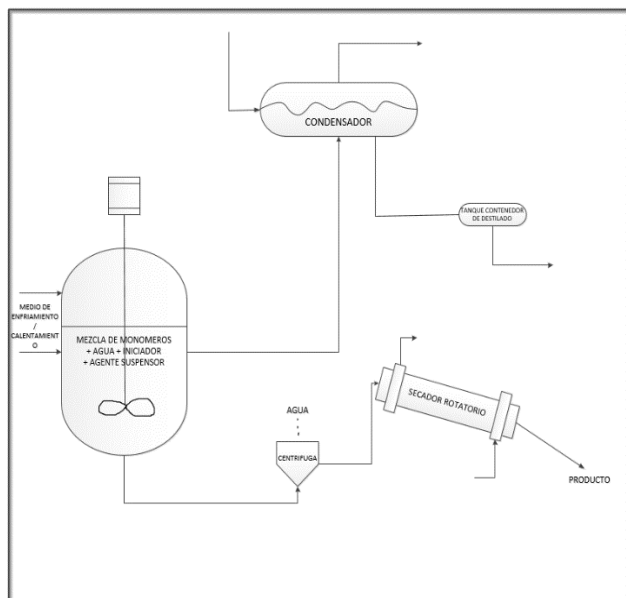 CONDENSADOR
TANQUE CONTENEDOR
DE DESTILADO
MEDIO DE
ENFRIAMIENTO
/
CALENTAMIENT
O
MEZCLA DE MONOMEROS
+ AGUA + INICIADOR
+ AGENTE SUSPENSOR
SECADOR ROTATORIO
AGUA
CENTRIFUGA
PRODUCTO